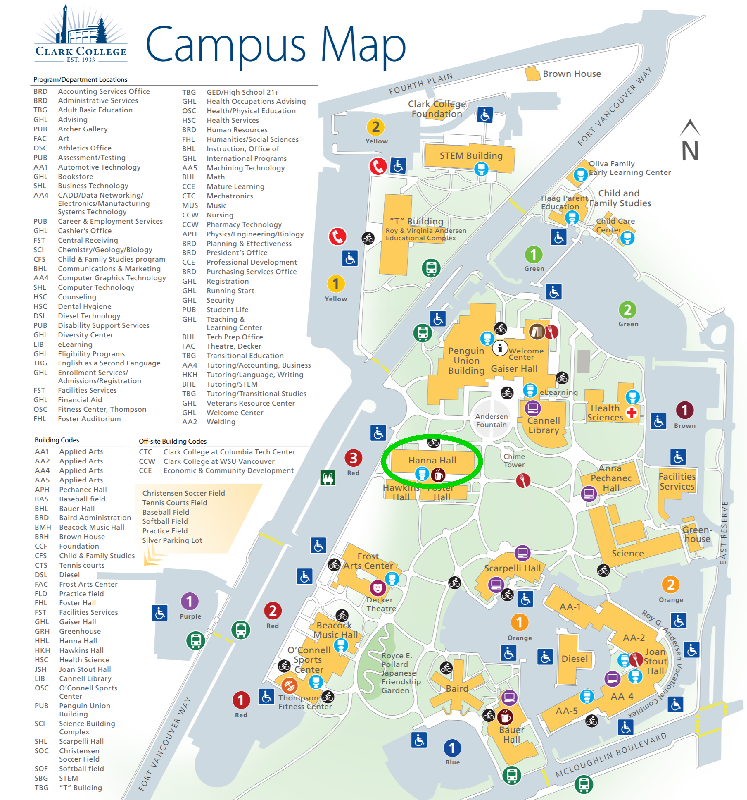 CLARK COLLEGE
EST. 1933
Campus Map
Program/Department Locations
BRD Accounting Services Office
BRD Administrative Services
TBG Adult Basic Education
GHL Advising
PUB Archer Gallery
FAC Art
OSC Athletics Office
PUB Assessment/Testing
AA1 Automotive Technology
GHL Bookstore
SHL Business Technology
AA4 CADD/Data Networking/
Electronics/Manufacturing
Systems Technology
PUB Career & Employment Services
GHL Cashier's Office
FST Central Receiving
SCI Chemistry/Geology/Biology
CFS Child & Family Studies program
BHL Communications & Marketing
AA4 Computer Graphics Technology
SHL Computer Technology
HSC Counseling
HSC Dental Hygiene
DSL Diesel Technology
PUB Disability Support Services
GHL Diversity Center
LIB eLearning
GHL Eligibility Programs
TBG English as a Second Language
GHL Enrollment Services/
Admissions/Registration
FST Facilities Services
GHL Financial Aid
OSC Fitness Center, Thompson
FHL Foster Auditorium
TBG GED/High School 21+
GHL Health Occupations Advising
OSC Health/Physical Education
HSC Health Services
BRD Human Resources
FHL Humanities/Social Sciences
BHL Instruction, Office of
GHL International Programs
AA5 Machining Technology
BHL Math
CCE Mature Learning
CTC Mechatronics
MUS Music
CCW Nursing
CCW Pharmacy Technology
APH Physics/Engineering/Biology
BRD Planning & Effectiveness
BRD President's Office
CCE Professional Development
BRD Purchasing Services Office
GHL Registration
GHL Running Start
GHL Security
PUB Student Life
GHL Teaching &
Learning Center
BHL Tech Prep Office
FAC Theatre, Decker
TBG Transitional Education
AA4 Tutoring/Accounting, Business
HKH Tutoring/Language, Writing
BHL Tutoring/STEM
TBG Tutoring/Transitional Studies
GHL Veterans Resource Center
GHL Welcome Center
AA2 Welding
Building Codes
AA1 Applied Arts
AA2 Applied Arts
AA4 Applied Arts
AA5 Applied Arts
APH Pechanec Hall
BAS Baseball field
BHL Bauer Hall
BRD Baird Administration
BMH Beacock Music Hall
BRH Brown House
CCF Foundation
CFS Child & Family Studies
CTS Tennis courts
DSL Diesel
FAC Frost Arts Center
FLD Practice field
FHL Foster Hall
FST Facilities Services
GHL Gaiser Hall
GRH Greenhouse
HHL Hanna Hall
HKH Hawkins Hall
HSC Health Science
JSH Joan Stout Hall
LIB Cannell Library
OSC O'Connell Sports
Center
PUB Penguin Union
Building
SCI Science Building
Complex
SHL Scarpelli Hall
SOC Christensen
Soccer Field
SOF Softball field
SBG STEM
TBG "T" Building
Off-site Building Codes
CTC Clark College at Columbia Tech Center
CCW Clark College at WSU Vancouver
CCE Economic & Community Development
Christensen Soccer Field
Tennis Courts Field
Baseball Field
Softball Field
Practice Field
Silver Parking Lot
FOURTH PLAIN
Brown House
FORT VANCOUVER WAY
N
Clark College
Foundation
2
Yellow
STEM Building
Oliva Family
Early Learning Center
Haag Parent
Education
Child and
Family Studies
Child Care
Center
"T" Building
Roy & Virginia Andersen
Educational Complex
1
Green
1
Yellow
2
Green
Penguin
Union
Building
i
Welcome
Center
Gaiser Hall
eLearning
Andersen
Fountain
Cannell
Library
Health
Sciences
1
Brown
3
Red
Hanna Hall
Hawkins
Hall
Foster
Hall
Chime
Tower
Anna
Pechanec
Hall
Facilities
Services
Green-
house
EAST RESERVE
Science
Frost
Arts Center
Decker
Theatre
Scarpelli Hall
2
Orange
1
Purple
2
Red
Beacock
Music Hall
O'Connell
Sports
Center
Thompson
Fitness Center
1
Red
Royce E.
Pollard
Japanese
Friendship
Garden
1
Orange
AA-1
AA-2
Joan
Stout
Hall
Diesel
AA-4
AA-5
Roy G. Andersen Vocational Complex
Baird
Bauer
Hall
1
Blue
MCLOUGHLIN BOULEVARD
FORT VANCOUVER WAY